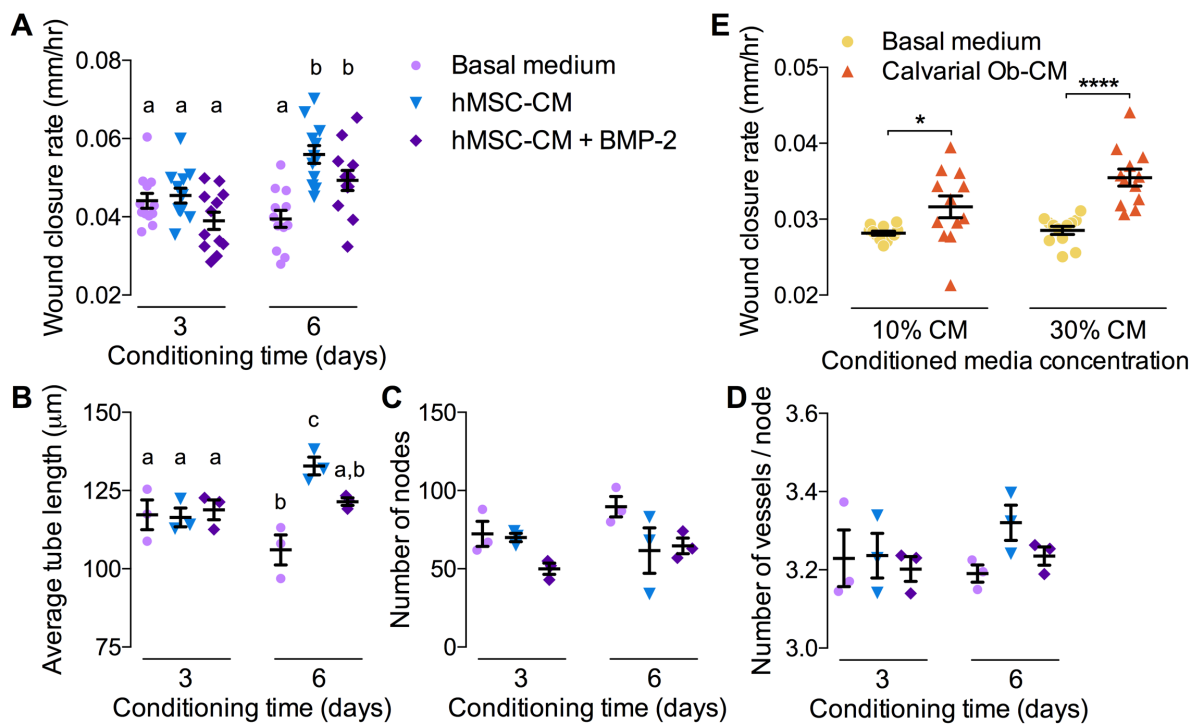 A
Wound closure rate (mm/hr)
0.08
0.06
0.04
0.02
a a a
a b b
3 6
Conditioning time (days)
Basal medium
hMSC-CM
hMSC-CM + BMP-2
E
Wound closure rate (mm/hr)
0.05
0.04
0.03
0.02
Basal medium
Calvarial Ob-CM
*
****
10% CM 30% CM
Conditioned media concentration
B
Average tube length (μm)
150
125
100
75
a a a
b c a,b
3 6
Conditioning time (days)
C
Number of nodes
150
100
50
0
3 6
Conditioning time (days)
D
Number of vessels / node
3.6
3.4
3.2
3.0
3 6
Conditioning time (days)